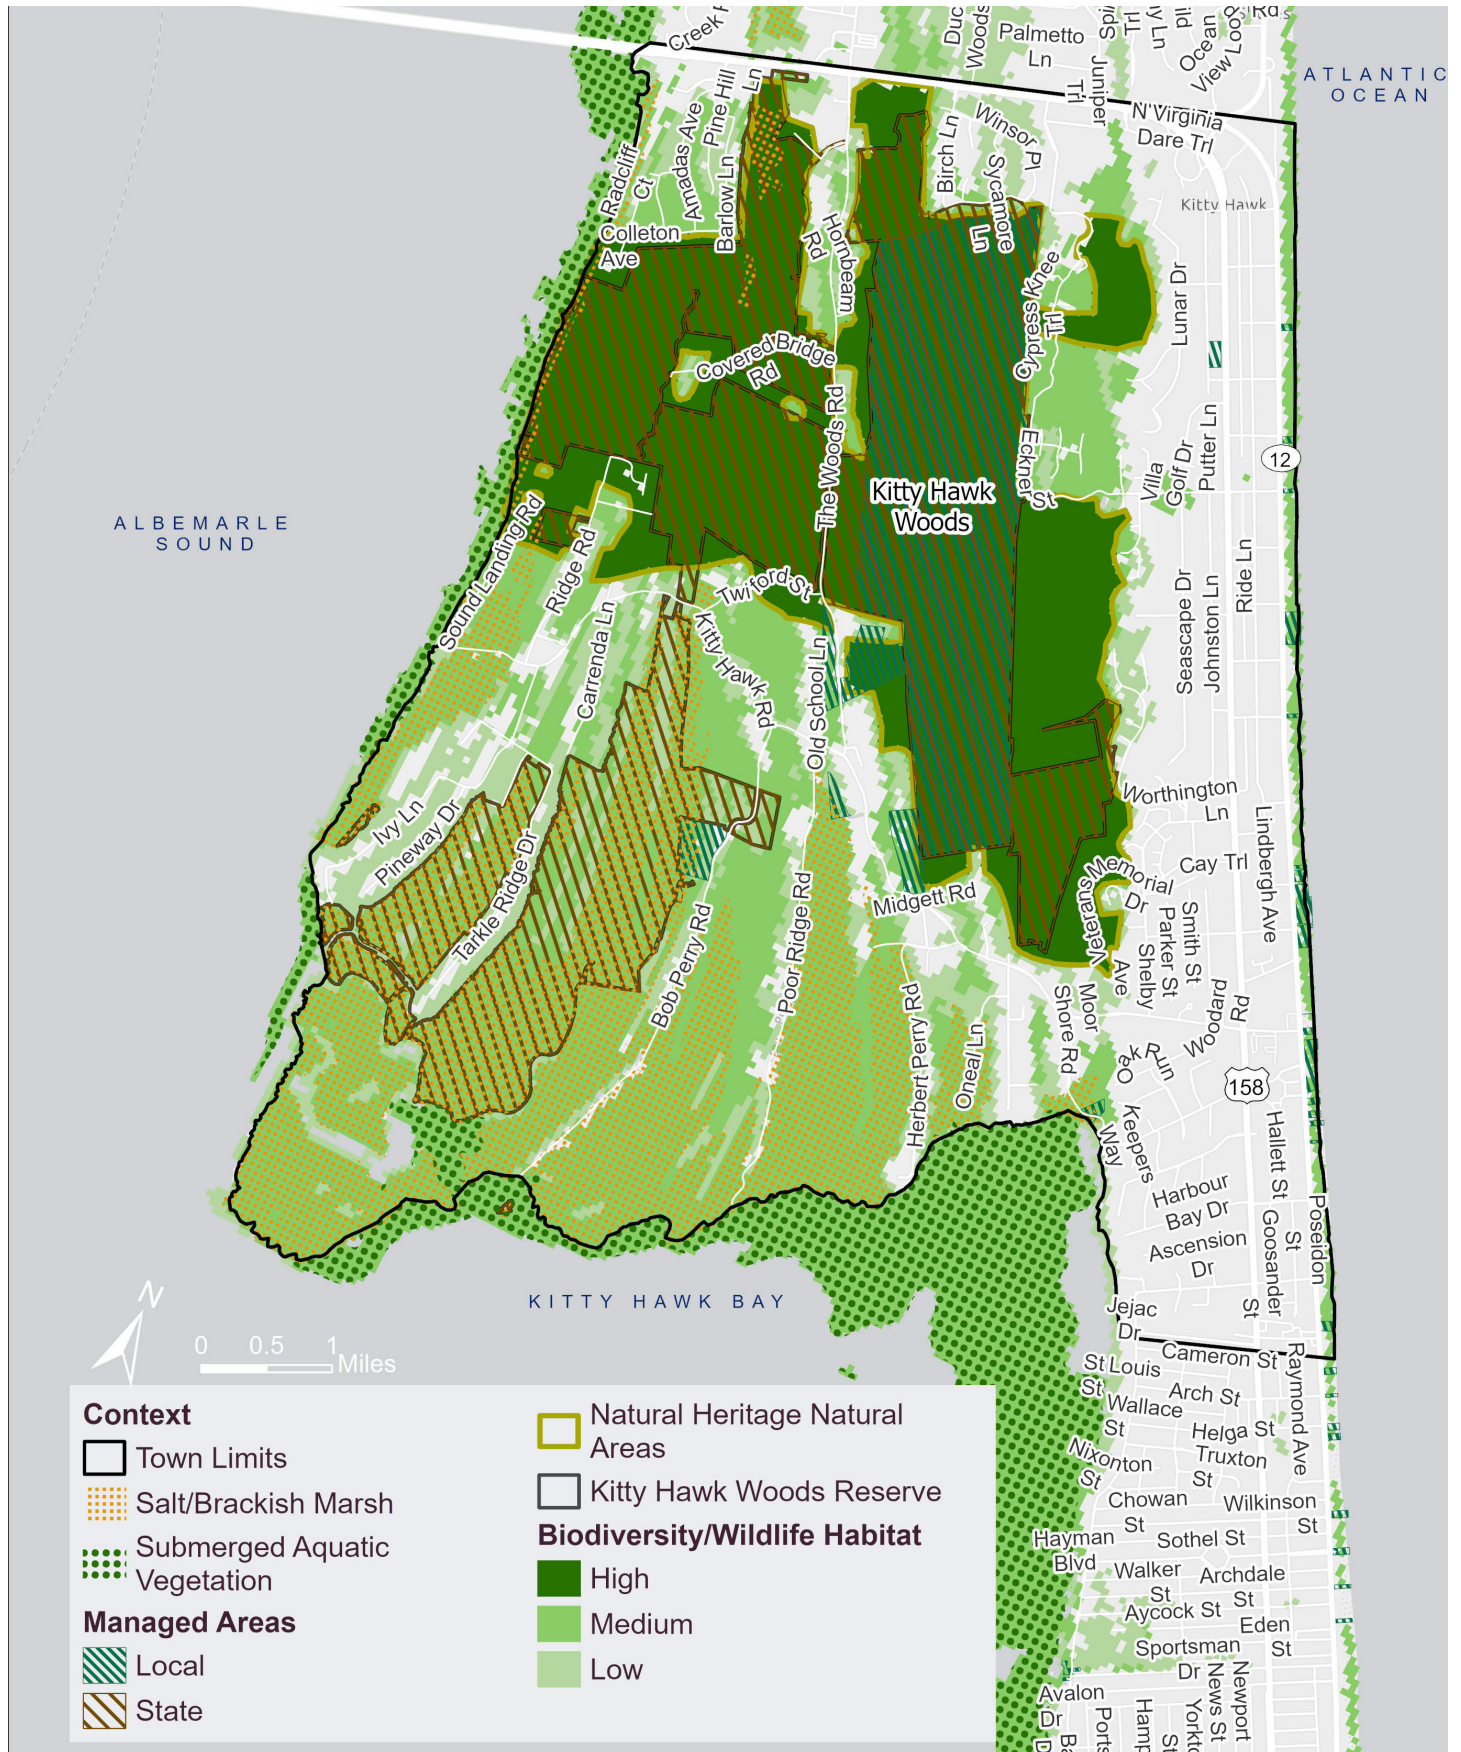 Creek
Duc
Woods
Palmetto
Ln
Trl
Ocean
View Loop
Rd
ATLANTIC
OCEAN
Juniper
Trl
N Virginia
Dare Trl
Kitty Hawk
Radcliff
Ct
Amadas Ave
Pine Hill
Ln
Barlow Ln
Colleton
Ave
Birch Ln
Winsor Pl
Sycamore
Ln
Hornbeam
Rd
Cypress Knee
Trl
Lunar Dr
Covered Bridge
Rd
The Woods Rd
Eckner St
Kitty Hawk
Woods
Villa
Golf Dr
Putter Ln
12
ALBEMARLE
SOUND
Sound Landing Rd
Ridge Rd
Carrenda Ln
Twiford St
Kitty Hawk Rd
Old School Ln
Seascape Dr
Johnston Ln
Ride Ln
Ivy Ln
Pineway Dr
Tarkle Ridge Dr
Bob Perry Rd
Poor Ridge Rd
Midgett Rd
Worthington
Ln
Lindbergh Ave
Cay Trl
Veterans
Memorial
Dr
Smith St
Parker St
Shelby
Ave
Woodard
Rd
Moor
Shore Rd
Oak Run
Herbert Perry Rd
Oneal Ln
158
Keepers
Way
Hallett St
Harbour
Bay Dr
Ascension
Dr
Goosander
St
Poseidon
St
KITTY HAWK BAY
Jejac
Dr
Cameron St
Raymond Ave
St Louis
St
Arch St
Wallace
St
Helga St
Nixonton
St
Truxton
St
Chowan
St
Wilkinson
St
Hayman
Blvd
Sothel St
Walker
St
Archdale
St
Aycock St
Eden
St
Sportsman
Dr
Avalon
Dr
News St
Newport
N
0 0.5 1
Miles
Context
Town Limits
Salt/Brackish Marsh
Submerged Aquatic
Vegetation
Managed Areas
Local
State
Natural Heritage Natural
Areas
Kitty Hawk Woods Reserve
Biodiversity/Wildlife Habitat
High
Medium
Low